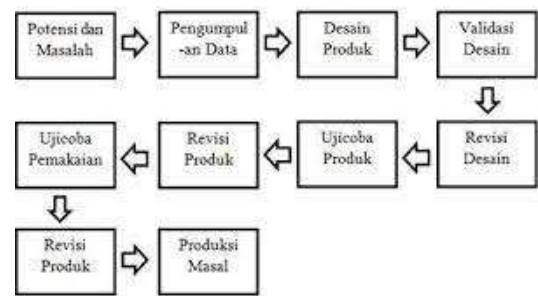 Potensi dan
Masalah
Pengumpul
-an Data
Desain
Produk
Validasi
Desain
Revisi
Desain
Ujicoba
Produk
Revisi
Produk
Ujicoba
Pemakaian
Revisi
Produk
Produksi
Masal